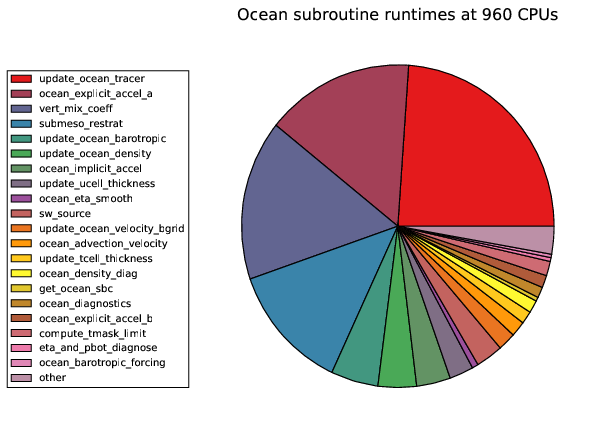 Ocean subroutine runtimes at 960 CPUs
update_ocean_tracer
ocean_explicit_accel_a
vert_mix_coeff
submeso_restrat
update_ocean_barotropic
update_ocean_density
ocean_implicit_accel
update_ucell_thickness
ocean_eta_smooth
sw_source
update_ocean_velocity_bgrid
ocean_advection_velocity
update_tcell_thickness
ocean_density_diag
get_ocean_sbc
ocean_diagnostics
ocean_explicit_accel_b
compute_tmask_limit
eta_and_pbot_diagnose
ocean_barotropic_forcing
other